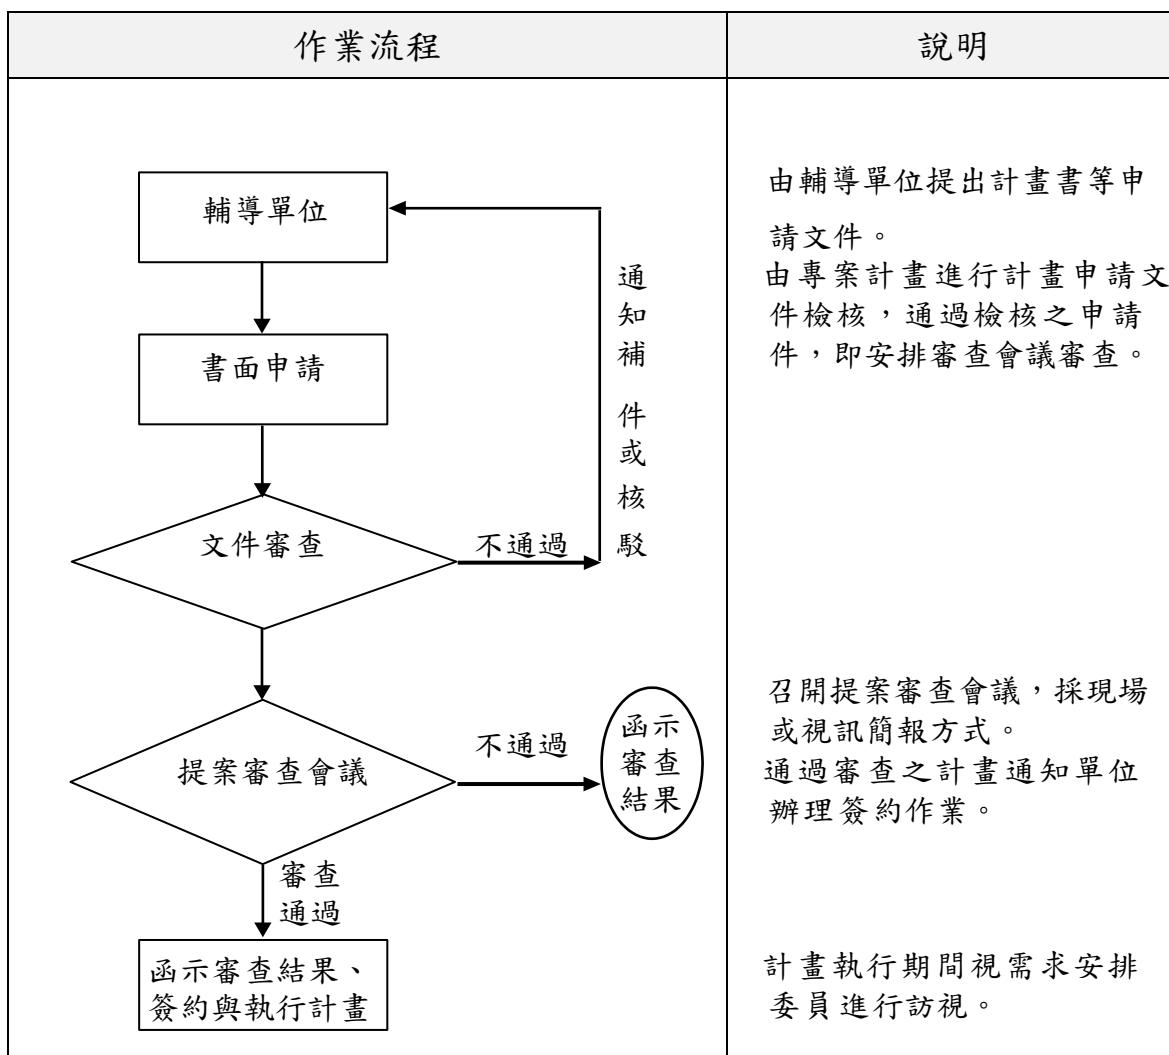 作業流程
說明
輔導單位
書面申請
文件審查
不通過
通知補件或核駁
提案審查會議
不通過
函示
審查
結果
審查
通過
函示審查結果、
簽約與執行計畫
由輔導單位提出計畫書等申
請文件。
由專案計畫進行計畫申請文
件檢核，通過檢核之申請
件，即安排審查會議審查。
召開提案審查會議，採現場
或視訊簡報方式。
通過審查之計畫通知單位
辦理簽約作業。
計畫執行期間視需求安排
委員進行訪視。